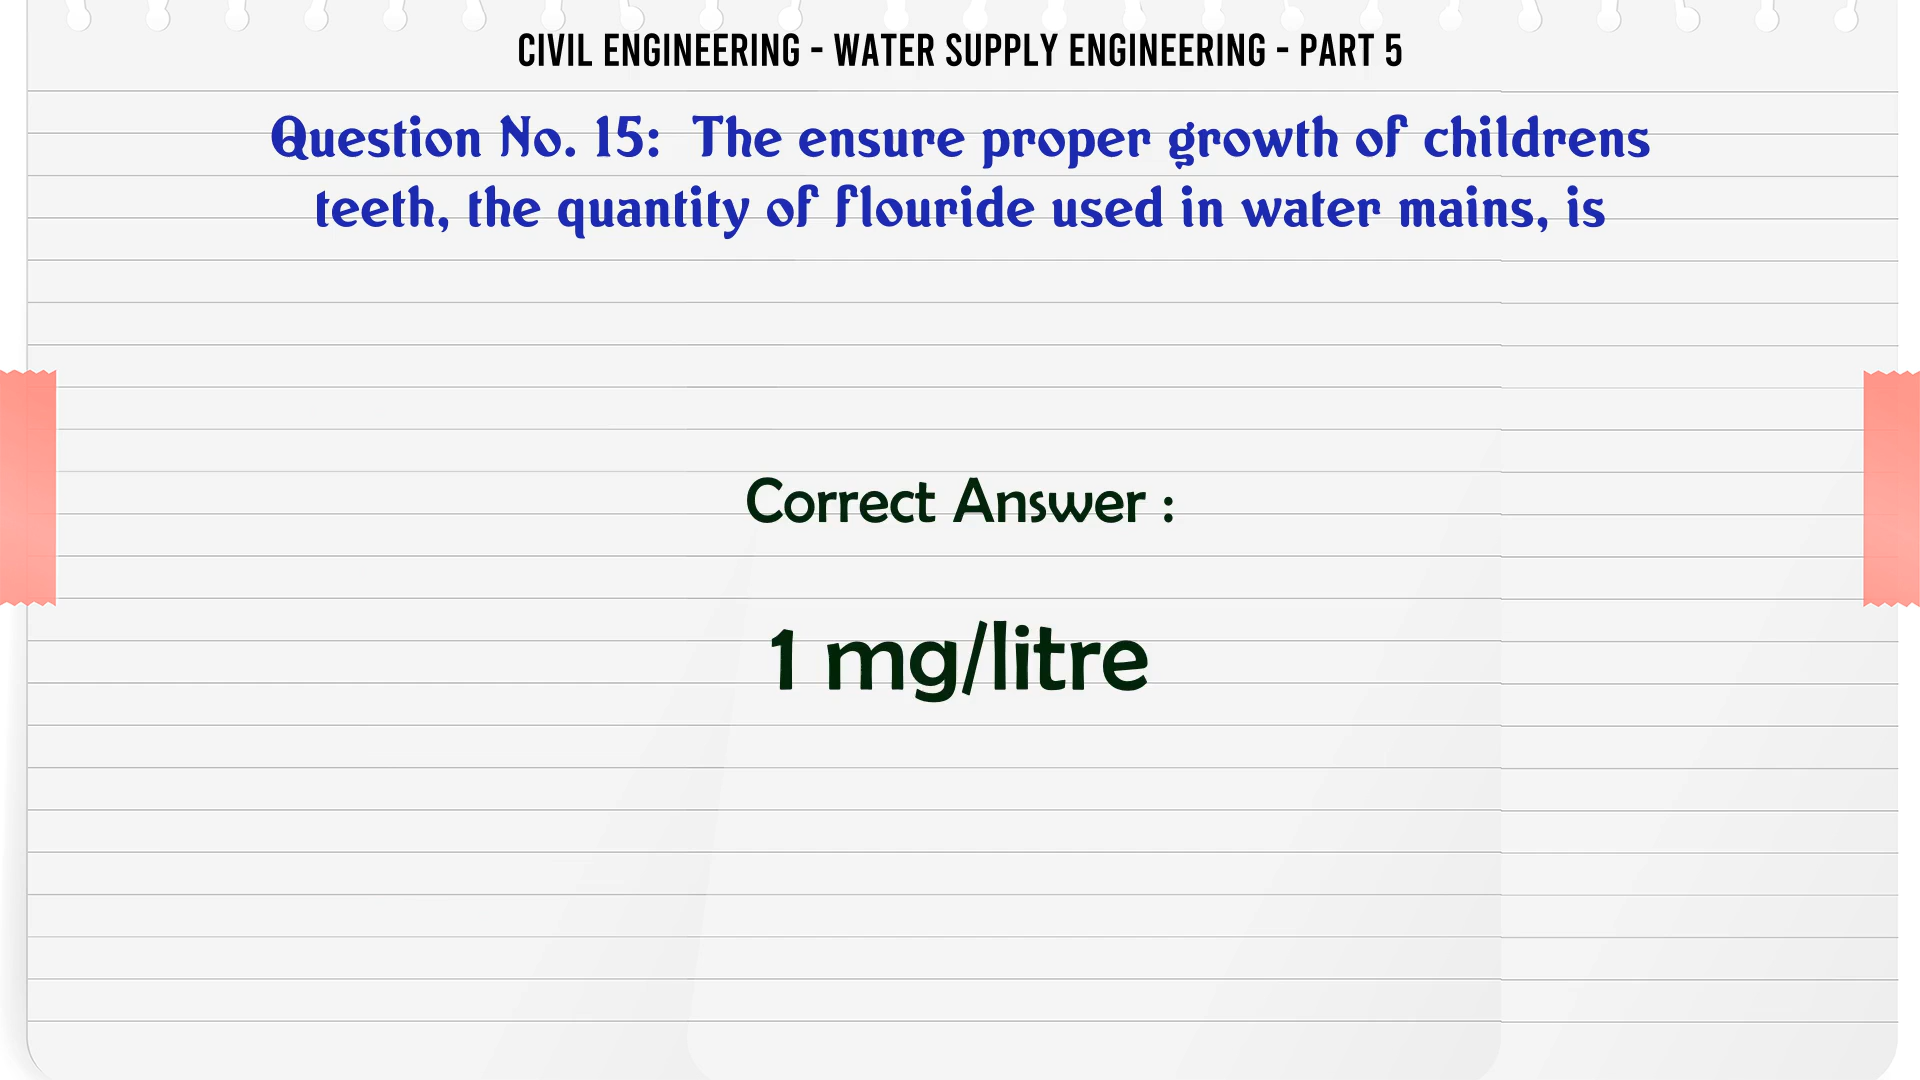 CIVIL ENGINEERING - WATER SUPPLY ENGINEERING - PART 5
Question No. 15: The ensure proper growth of childrens
teeth, the quantity of flouride used in water mains, is
Correct Answer :
1 mg/litre